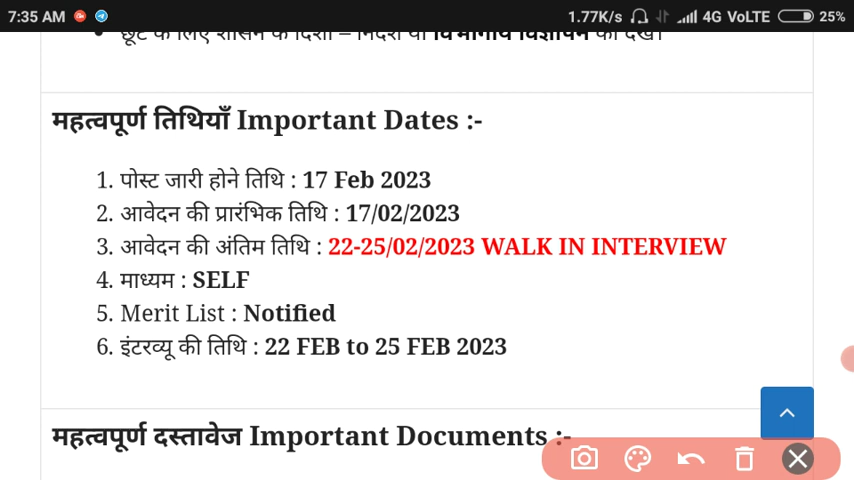 7:35 AM 1.77K/s 4G VoLTE 25%
छूट के लिए शासन के दिशा – निर्देश या विभागीय विज्ञापन को देखें।
महत्वपूर्ण तिथियाँ Important Dates :-
1. पोस्ट जारी होने तिथि : 17 Feb 2023
2. आवेदन की प्रारंभिक तिथि : 17/02/2023
3. आवेदन की अंतिम तिथि : 22-25/02/2023 WALK IN INTERVIEW
4. माध्यम : SELF
5. Merit List : Notified
6. इंटरव्यू की तिथि : 22 FEB to 25 FEB 2023
महत्वपूर्ण दस्तावेज Important Documents :-